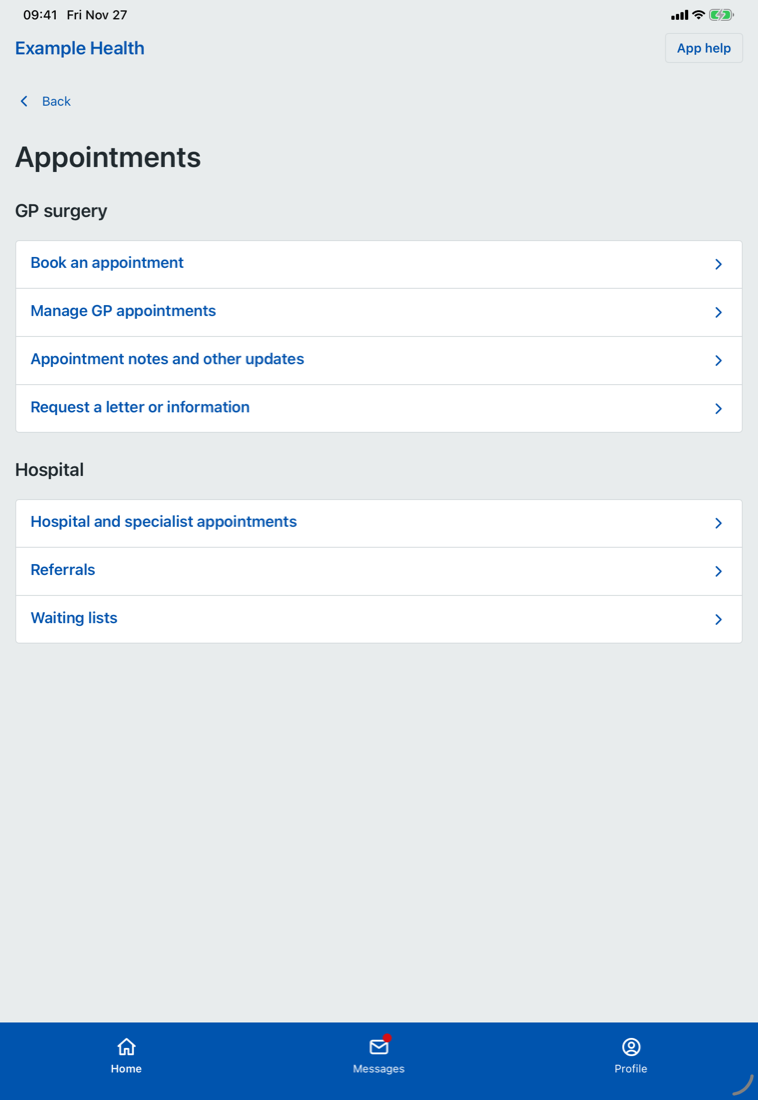 09:41 Fri Nov 27
Example Health
App help
Back
Appointments
GP surgery
Book an appointment
Manage GP appointments
Appointment notes and other updates
Request a letter or information
Hospital
Hospital and specialist appointments
Referrals
Waiting lists
Home
Messages
Profile